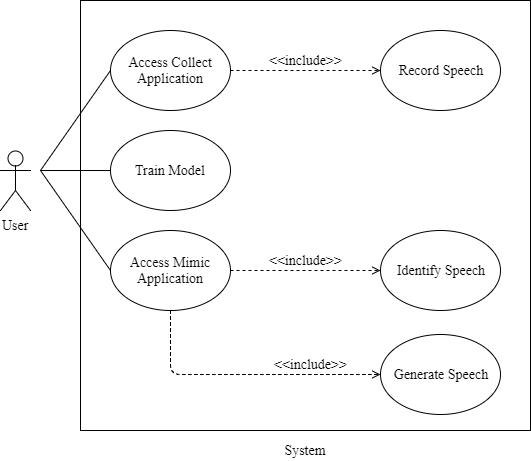 Access Collect
Application
<<include>>
Record Speech
Train Model
User
Access Mimic
Application
<<include>>
Identify Speech
<<include>>
Generate Speech
System